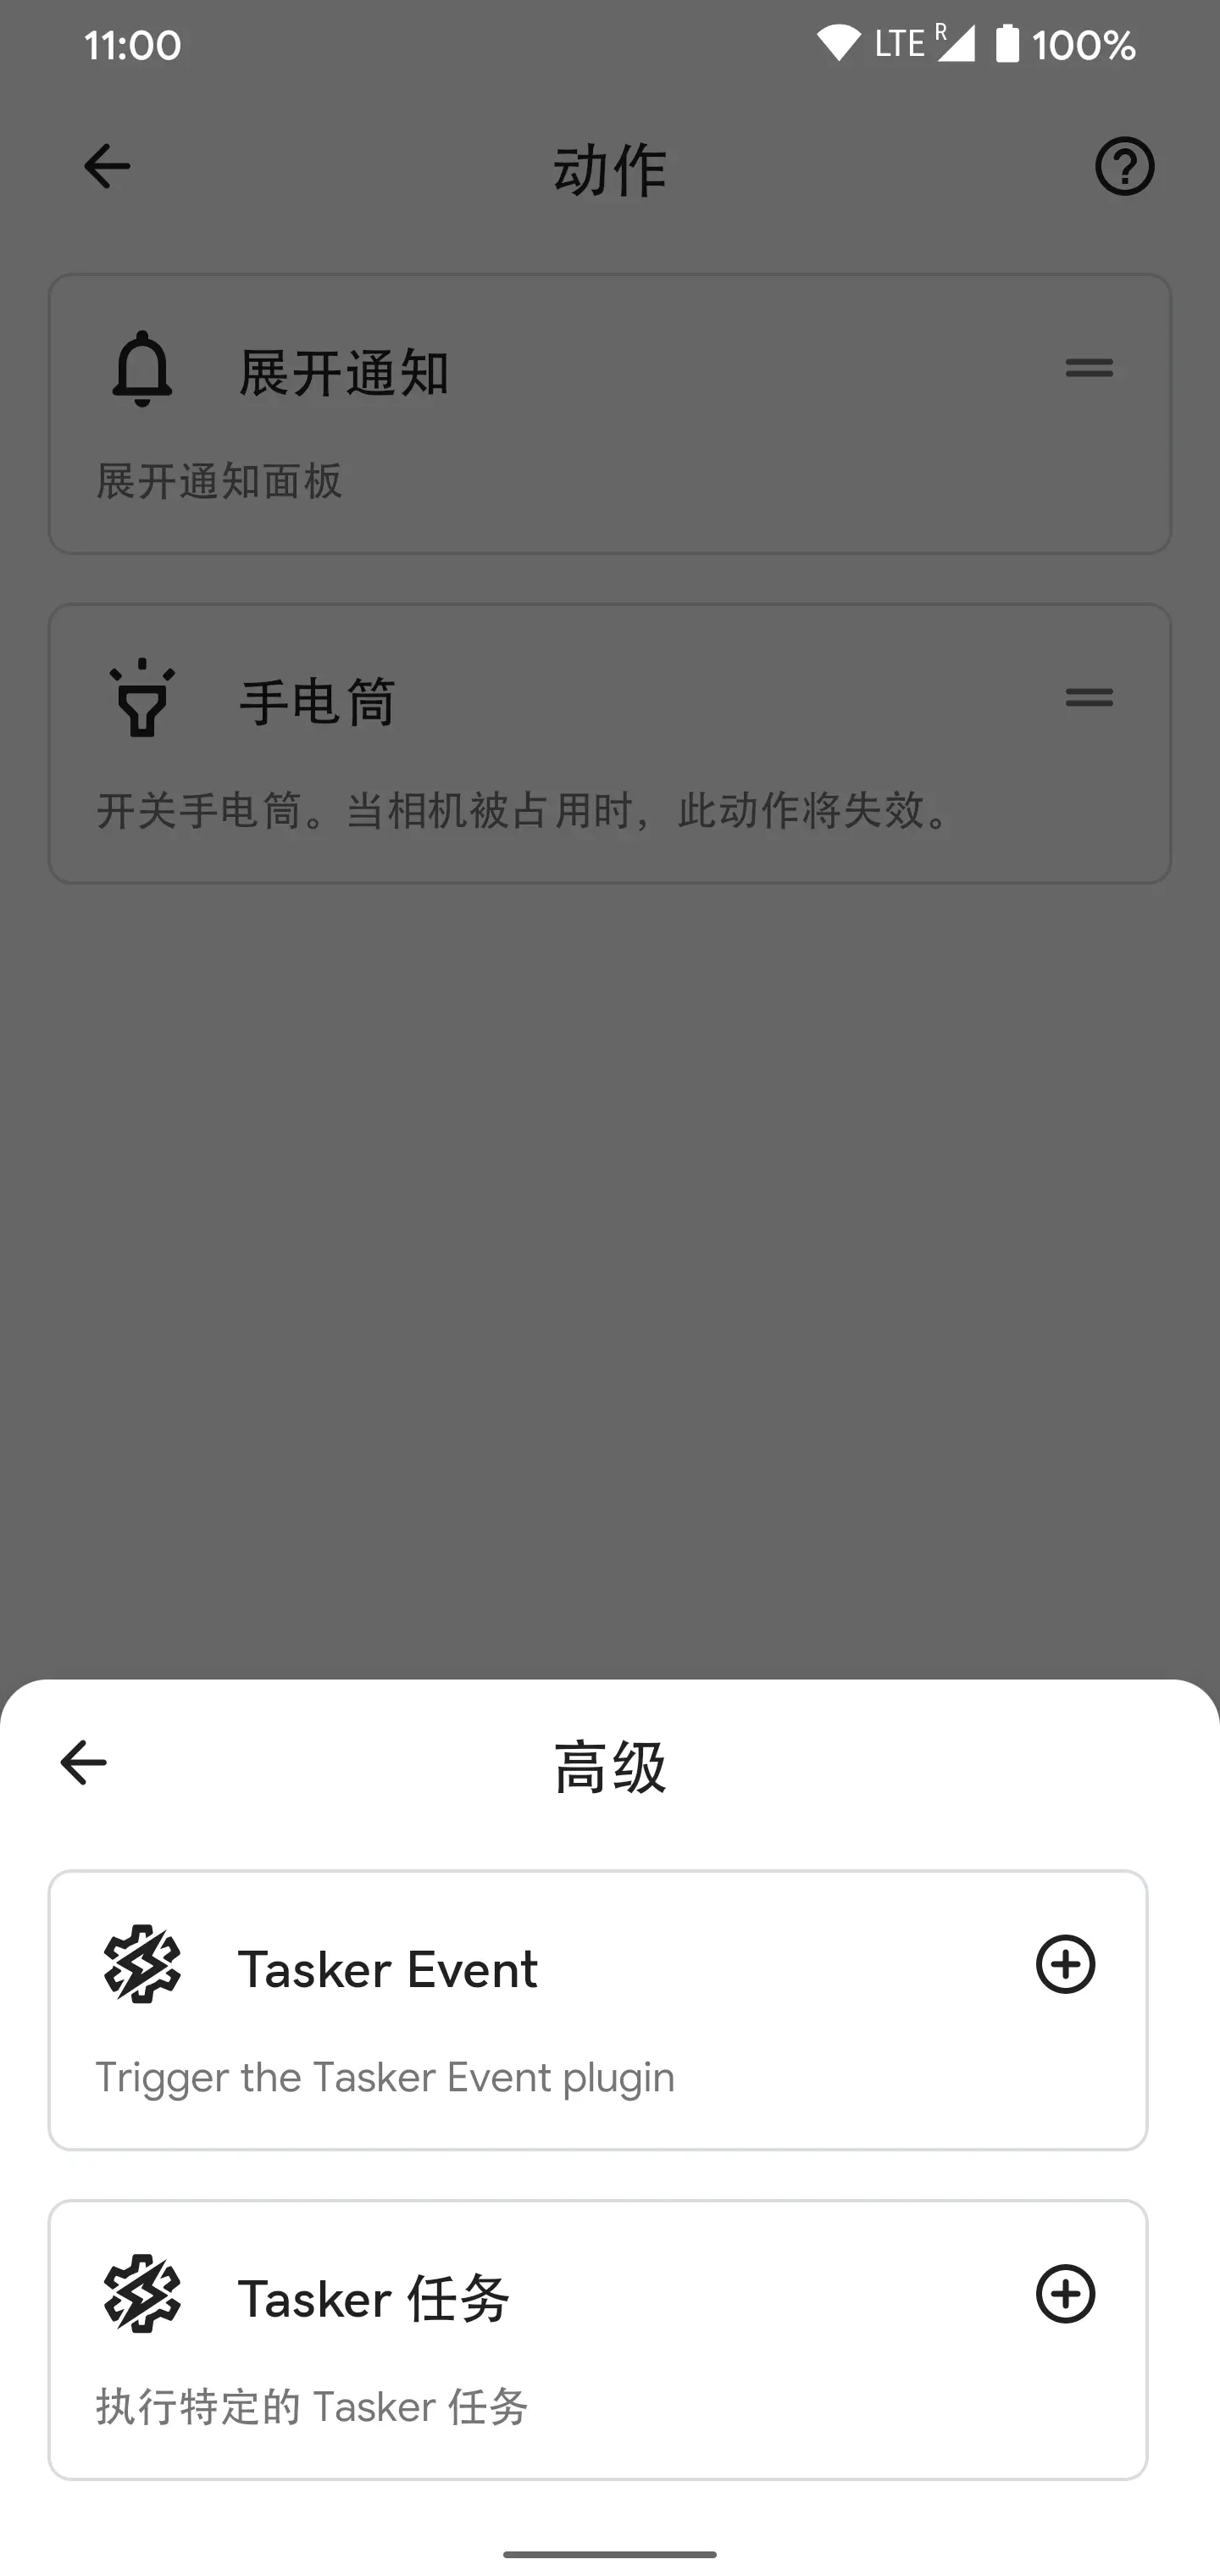 11:00
LTE R 100%
动作
展开通知
展开通知面板
手电筒
开关手电筒。当相机被占用时，此动作将失效。
高级
Tasker Event
Trigger the Tasker Event plugin
Tasker 任务
执行特定的 Tasker 任务